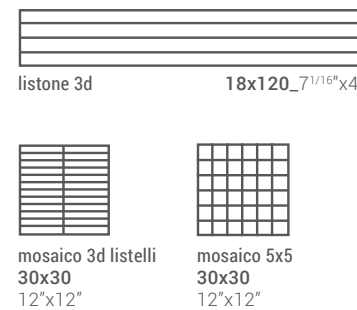 listone 3d 18x120_7 1/16”x4
mosaico 3d listelli mosaico 5x5
30x30 30x30
12”x12” 12”x12”